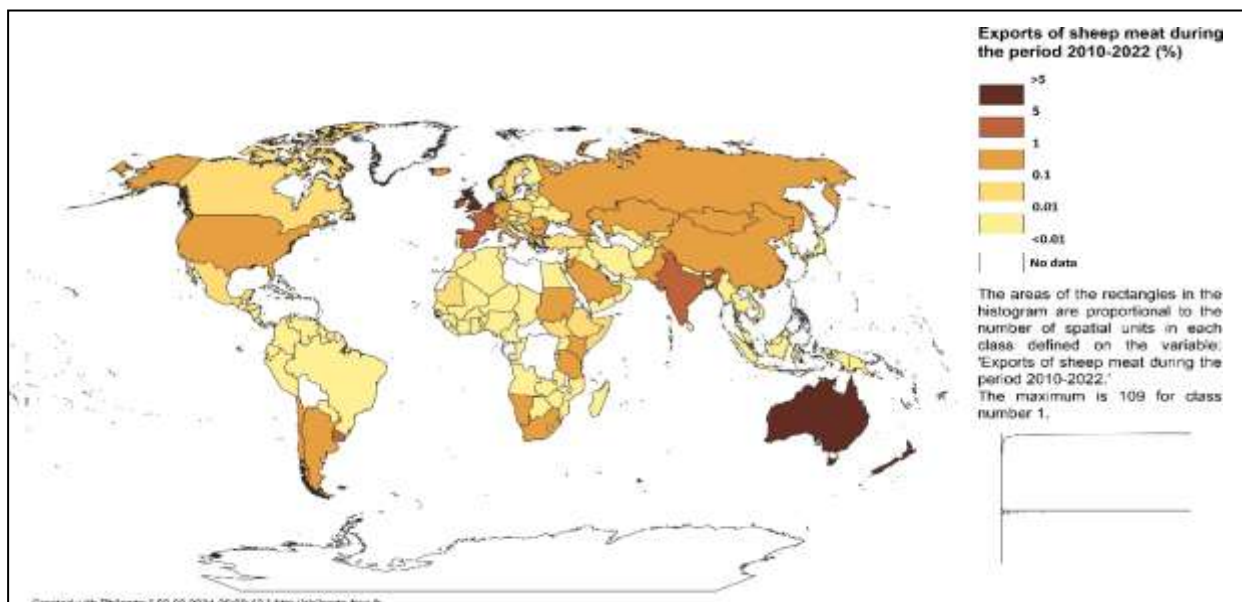 Exports of sheep meat during
the period 2010-2022 (%)
>5
5
1
0.1
0.01
<0.01
No data
The areas of the rectangles in the
histogram are proportional to the
number of spatial units in each
class defined on the variable:
'Exports of sheep meat during the
period 2010-2022.'
The maximum is 109 for class
number 1.